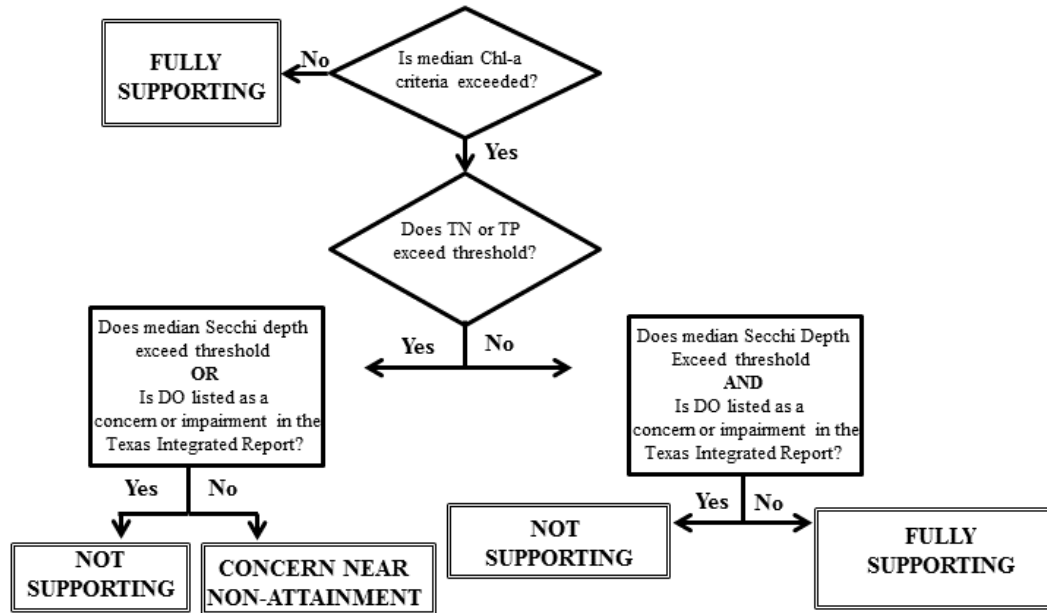 Is median Chl-a
criteria exceeded?
No
FULLY
SUPPORTING
Yes
Does TN or TP
exceed threshold?
Yes
No
Does median Secchi depth
exceed threshold
OR
Is DO listed as a
concern or impairment in the
Texas Integrated Report?
Yes
No
NOT
SUPPORTING
CONCERN NEAR
NON-ATTAINMENT
Does median Secchi Depth
Exceed threshold
AND
Is DO listed as a
concern or impairment in the
Texas Integrated Report?
Yes
No
NOT
SUPPORTING
FULLY
SUPPORTING